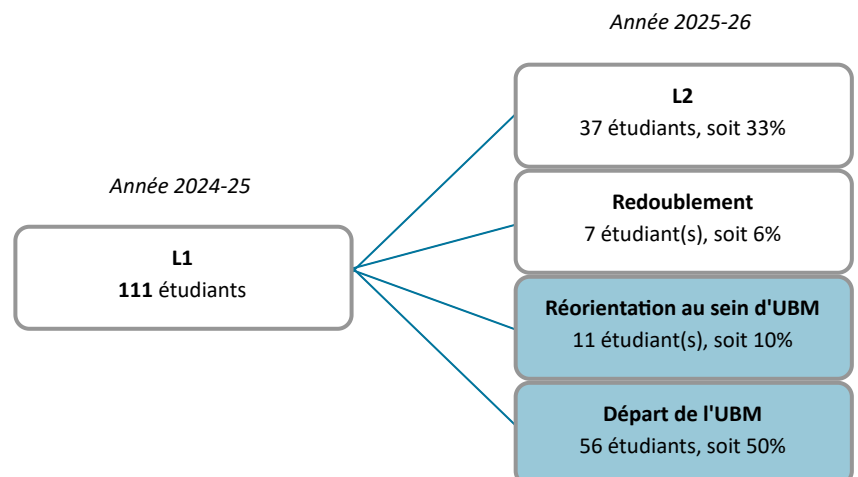 Année 2025-26
L2
37 étudiants, soit 33%
Année 2024-25
Redoublement
7 étudiant(s), soit 6%
L1
111 étudiants
Réorientation au sein d'UBM
11 étudiant(s), soit 10%
Départ de l'UBM
56 étudiants, soit 50%